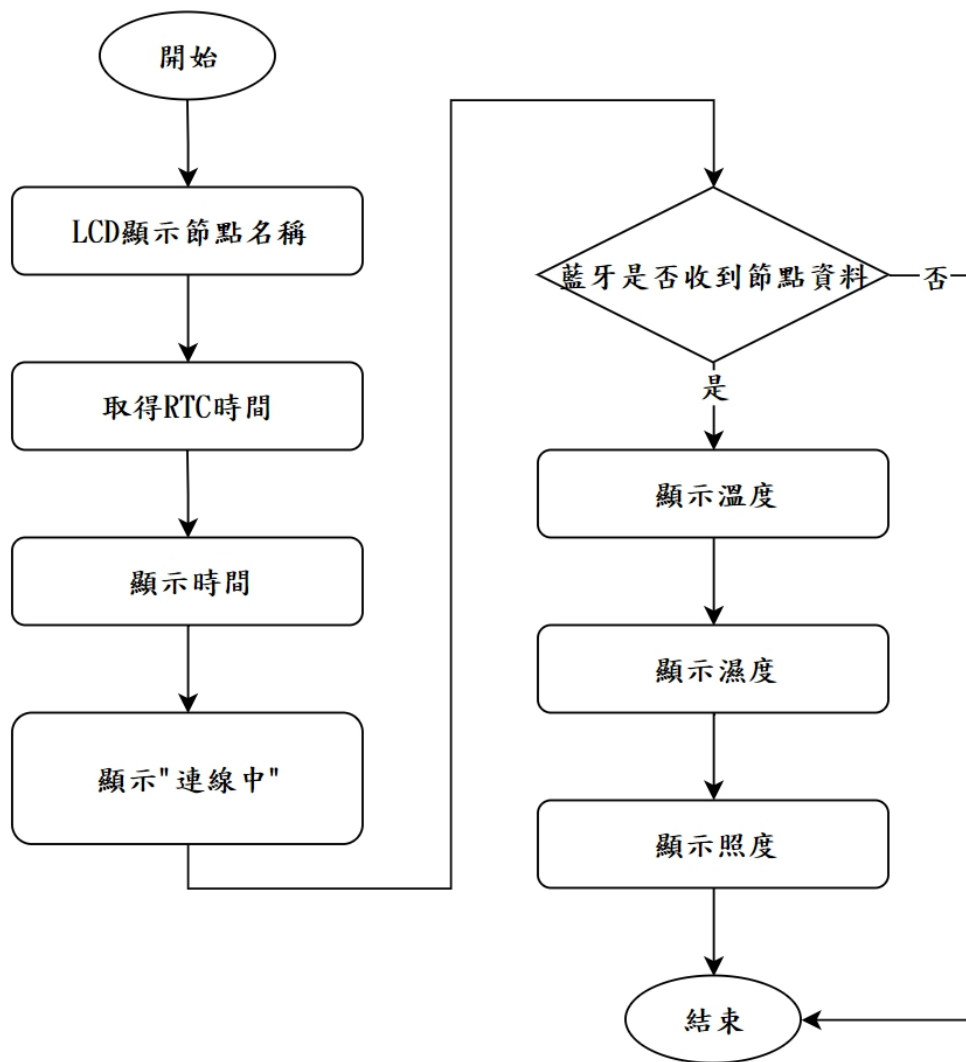 開始
LCD顯示節點名稱
取得RTC時間
顯示時間
顯示"連線中"
藍牙是否收到節點資料
否
是
顯示溫度
顯示濕度
顯示照度
結束